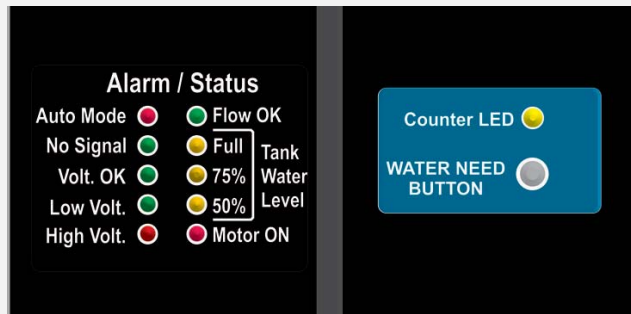 Alarm / Status
Auto Mode
Flow OK
No Signal
Full
Volt. OK
75%
Low Volt.
50%
High Volt.
Motor ON
Tank
Water
Level
Counter LED
WATER NEED
BUTTON